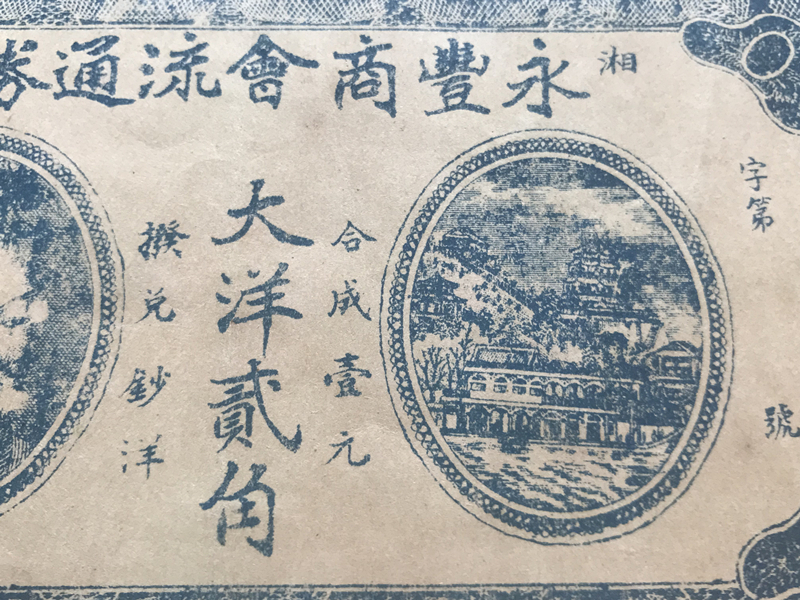 湘
永豐商會流通券
字第
號
合成壹元
大洋貳角
撥兑鈔洋